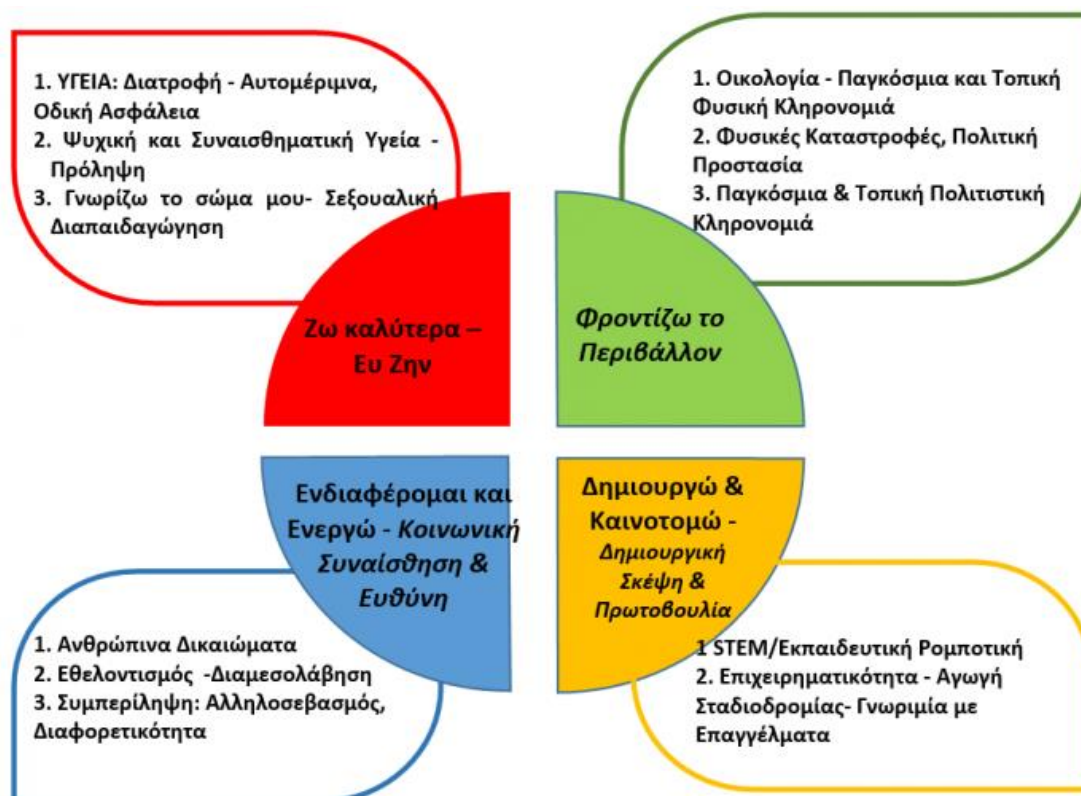 1. ΥΓΕΙΑ: Διατροφή - Αυτομέριμνα,
Οδική Ασφάλεια
2. Ψυχική και Συναισθηματική Υγεία -
Πρόληψη
3. Γνωρίζω το σώμα μου- Σεξουαλική
Διαπαιδαγώγηση
Ζω καλύτερα –
Ευ Ζην
1. Οικολογία - Παγκόσμια και Τοπική
Φυσική Κληρονομιά
2. Φυσικές Καταστροφές, Πολιτική
Προστασία
3. Παγκόσμια & Τοπική Πολιτιστική
Κληρονομιά
Φροντίζω το
Περιβάλλον
Ενδιαφέρομαι και
Ενεργώ - Κοινωνική
Συναίσθηση &
Ευθύνη
1. Ανθρώπινα Δικαιώματα
2. Εθελοντισμός -Διαμεσολάβηση
3. Συμπερίληψη: Αλληλοσεβασμός,
Διαφορετικότητα
Δημιουργώ &
Καινοτομώ -
Δημιουργική
Σκέψη &
Πρωτοβουλία
1 STEM/Εκπαιδευτική Ρομποτική
2. Επιχειρηματικότητα - Αγωγή
Σταδιοδρομίας- Γνωριμία με
Επαγγέλματα